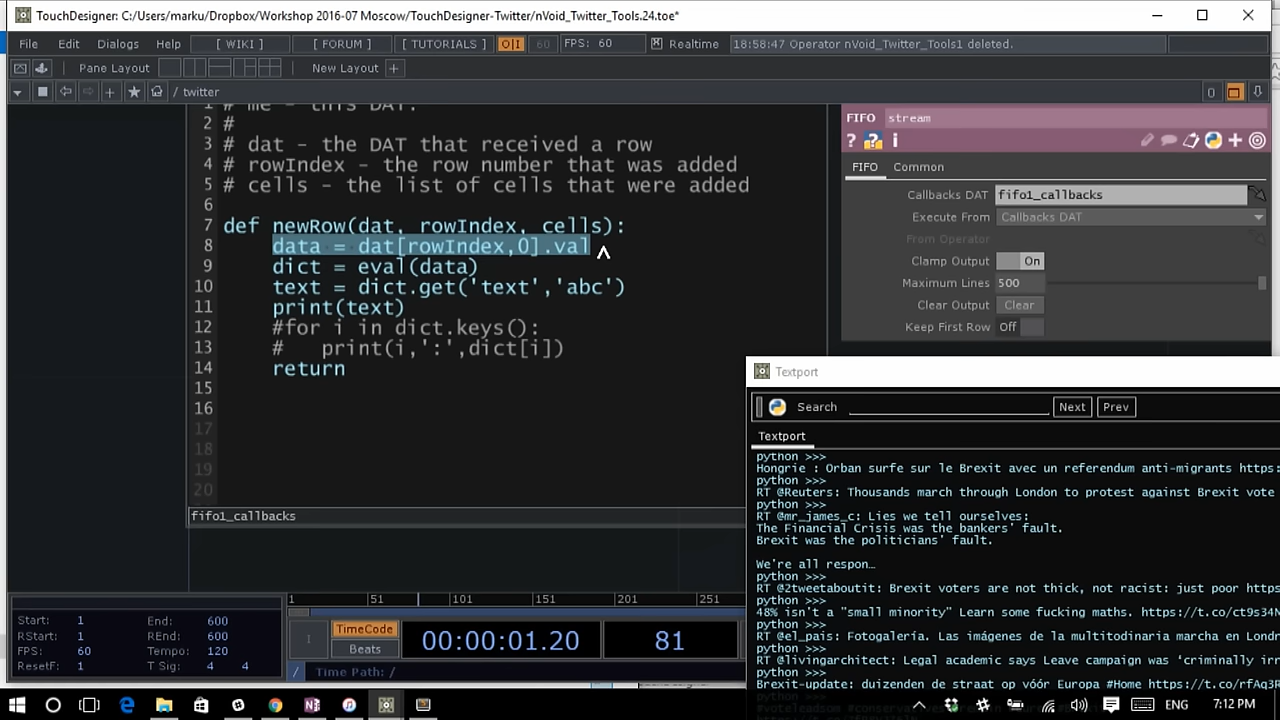 TouchDesigner: C:/Users/marku/Dropbox/Workshop 2016-07 Moscow/TouchDesigner-Twitter/nVoid_Twitter_Tools.24.toe*
File Edit Dialogs Help [ WIKI ] [ FORUM ] [ TUTORIALS ] O|I 60 FPS: 60 Realtime 18:58:47 Operator nVoid_Twitter_Tools1 deleted.
Pane Layout New Layout +
/ twitter 0
1 # me - this DAT.
2 #
3 # dat - the DAT that received a row
4 # rowIndex - the row number that was added
5 # cells - the list of cells that were added
6
7 def newRow(dat, rowIndex, cells):
8 data = dat[rowIndex,0].val
9 dict = eval(data)
10 text = dict.get('text','abc')
11 print(text)
12 #for i in dict.keys():
13 # print(i,':',dict[i])
14 return
15
16
17
18
19
20
fifo1_callbacks
FIFO stream
? ? i
FIFO Common
Callbacks DAT fifo1_callbacks
Execute From Callbacks DAT
From Operator
Clamp Output On
Maximum Lines 500
Clear Output Clear
Keep First Row Off
Textport
Search Next Prev
Textport
python >>>
Hongrie : Orban surfe sur le Brexit avec un referendum anti-migrants https:
python >>>
RT @Reuters: Thousands march through London to protest against Brexit vote
python >>>
RT @mr_james_c: Lies we tell ourselves:
The Financial Crisis was the bankers' fault.
Brexit was the politicians' fault.
We're all respon…
python >>>
RT @2tweetaboutit: Brexit voters are not thick, not racist: just poor https
python >>>
48% isn't a "small minority" Learn some fucking maths. https://t.co/ct9s34
python >>>
RT @el_pais: Fotogalería. Las imágenes de la multitodinaria marcha en Lond
python >>>
RT @livingarchitect: Legal academic says Leave campaign was 'criminally irr
python >>>
Brexit-update: duizenden de straat op vóór Europa #Home https://t.co/rfAq3R
1 51 101 151 201 251
Start: 1 End: 600
RStart: 1 REnd: 600
FPS: 60 Tempo: 120
ResetF: 1 T Sig: 4 4
1 TimeCode Beats 00:00:01.20 81
/ Time Path: /
ENG 7:12 PM